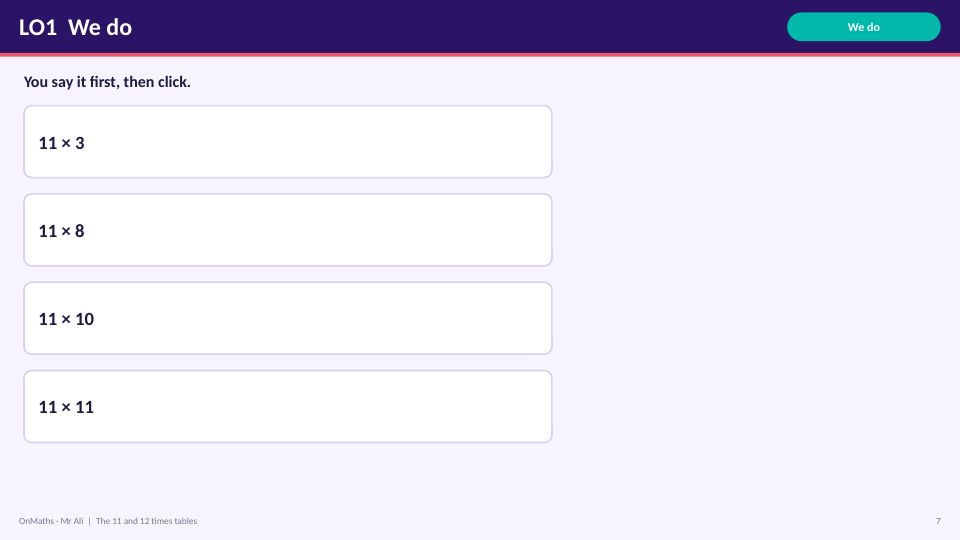 LO1 We do
We do
You say it first, then click.
11 × 3
11 × 8
11 × 10
11 × 11
OnMaths - Mr Ali | The 11 and 12 times tables
7